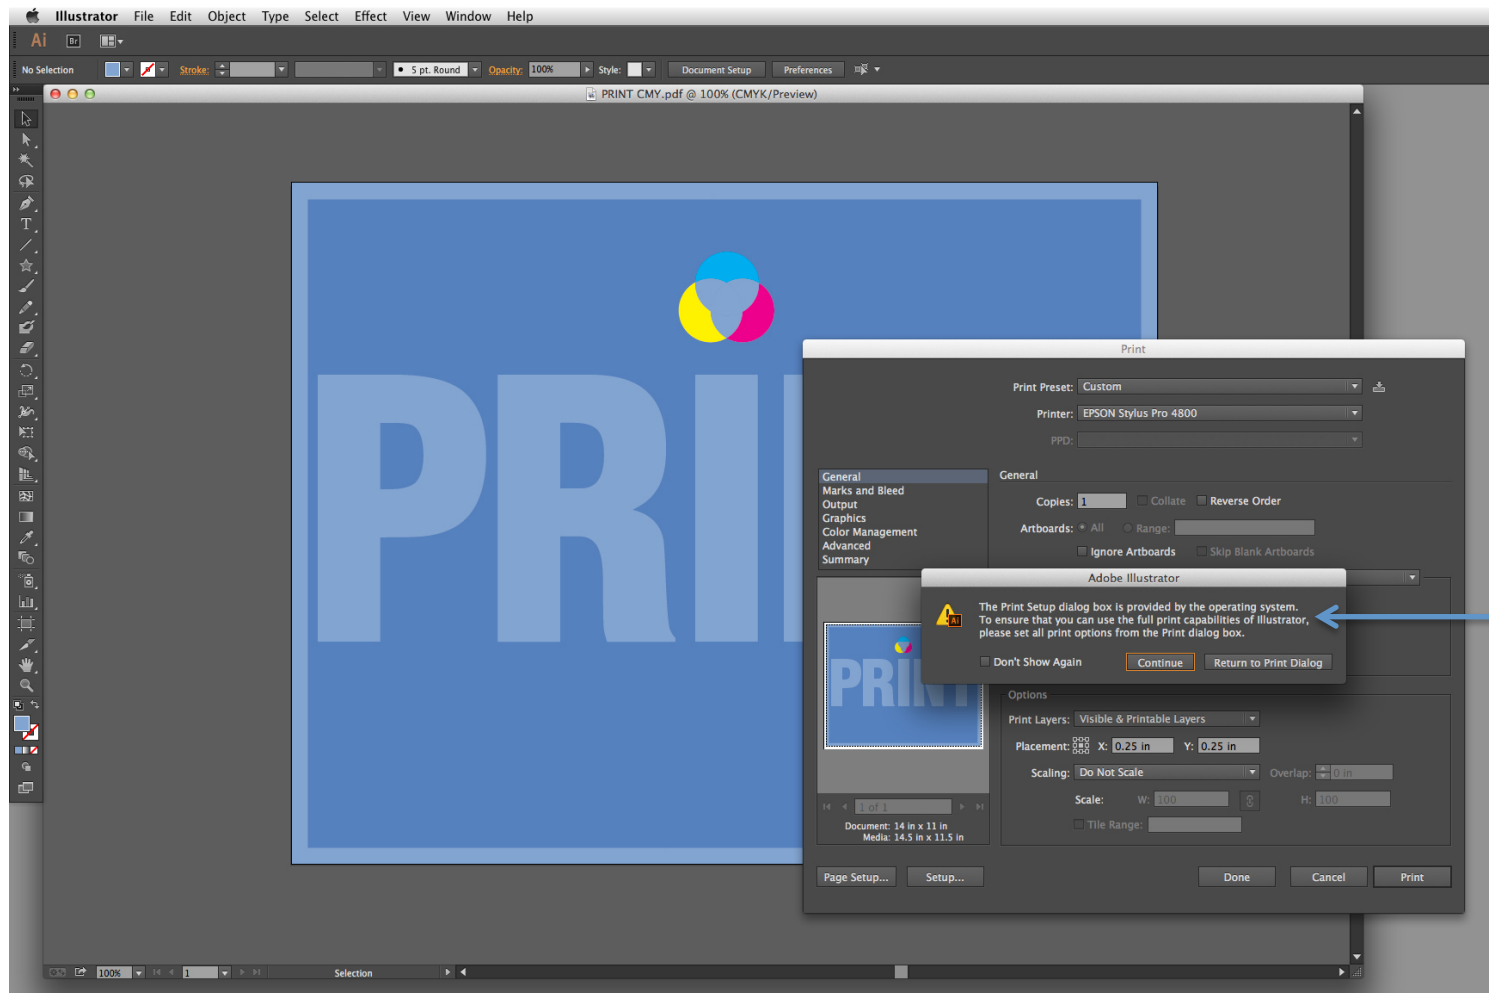 Illustrator File Edit Object Type Select Effect View Window Help
Ai Br
No Selection Stroke: 5 pt. Round Opacity: 100% Style: Document Setup Preferences
PRINT CMY.pdf @ 100% (CMYK/Preview)
PRI
Print
Print Preset: Custom
Printer: EPSON Stylus Pro 4800
PPD:
General
Marks and Bleed
Output
Graphics
Color Management
Advanced
Summary
General
Copies: 1 Collate Reverse Order
Artboards: All Range:
Ignore Artboards Skip Blank Artboards
Adobe Illustrator
The Print Setup dialog box is provided by the operating system.
To ensure that you can use the full print capabilities of Illustrator,
please set all print options from the Print dialog box.
Don't Show Again Continue Return to Print Dialog
PRINT
1 of 1
Document: 14 in x 11 in
Media: 14.5 in x 11.5 in
Options
Print Layers: Visible & Printable Layers
Placement: X: 0.25 in Y: 0.25 in
Scaling: Do Not Scale Overlap: 0 in
Scale: W: 100 H: 100
Tile Range:
Page Setup... Setup... Done Cancel Print
100% 1 Selection